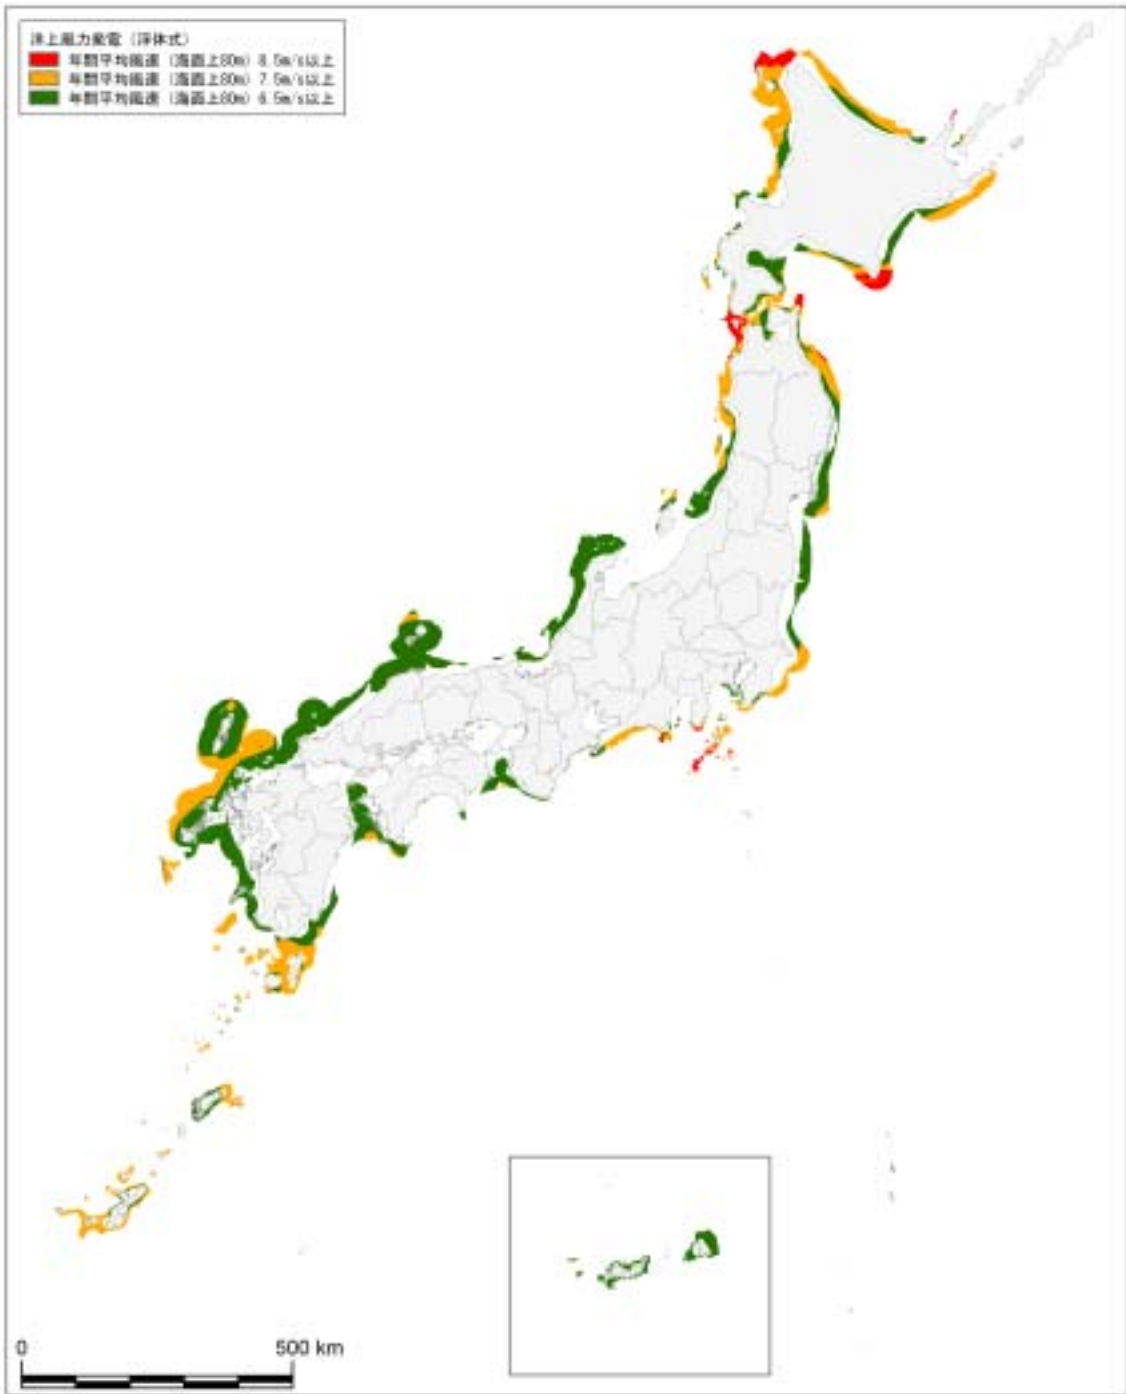 洋上風力発電 (浮体式)
年間平均風速 (海面上80m) 8.5m/s以上
年間平均風速 (海面上80m) 7.5m/s以上
年間平均風速 (海面上80m) 6.5m/s以上
0 500 km